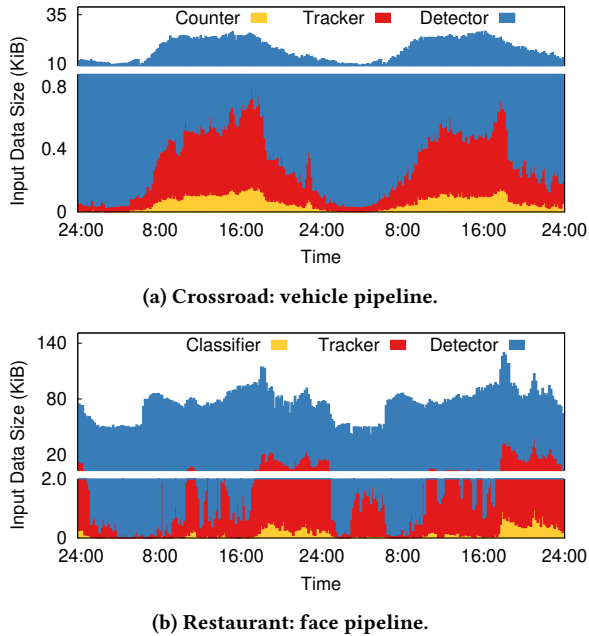 Counter Tracker Detector
35
10
0.8
0.4
0
Input Data Size (KiB)
24:00 8:00 16:00 24:00 8:00 16:00 24:00
Time
(a) Crossroad: vehicle pipeline.
Classifier Tracker Detector
140
80
20
2.0
0
Input Data Size (KiB)
24:00 8:00 16:00 24:00 8:00 16:00 24:00
Time
(b) Restaurant: face pipeline.